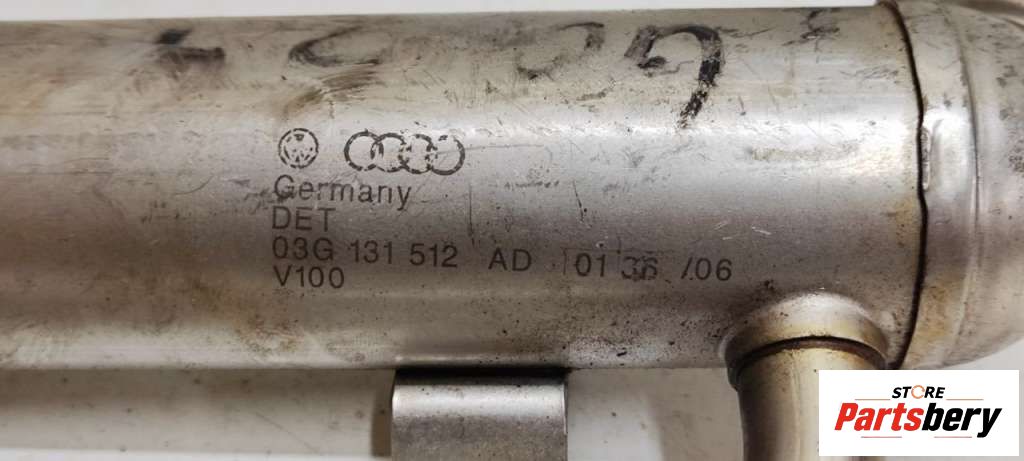 Germany
DET
03G 131 512 AD 01 36 /06
V100
STORE
Partsbery